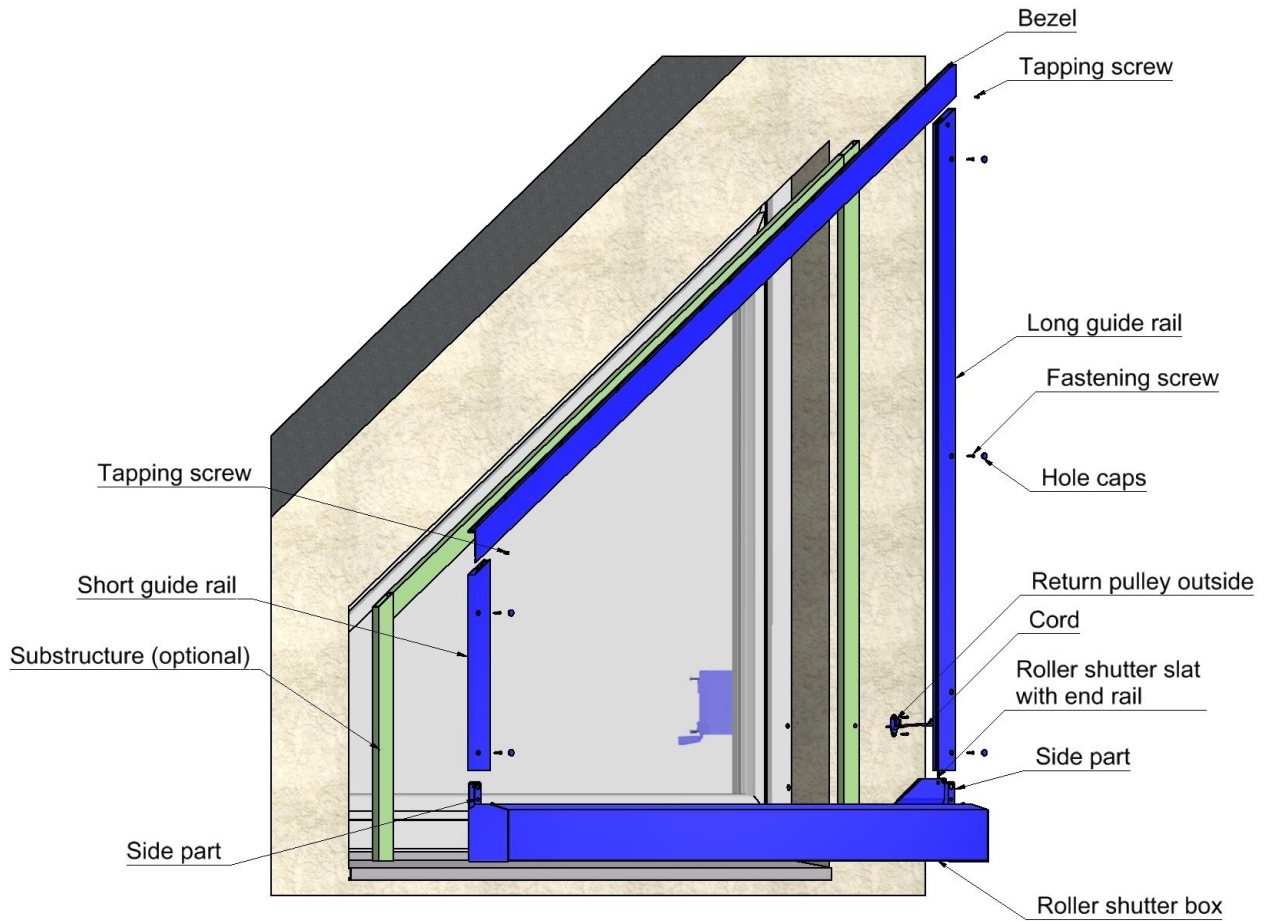 Bezel
Tapping screw
Long guide rail
Fastening screw
Hole caps
Tapping screw
Short guide rail
Substructure (optional)
Return pulley outside
Cord
Roller shutter slat
with end rail
Side part
Side part
Roller shutter box